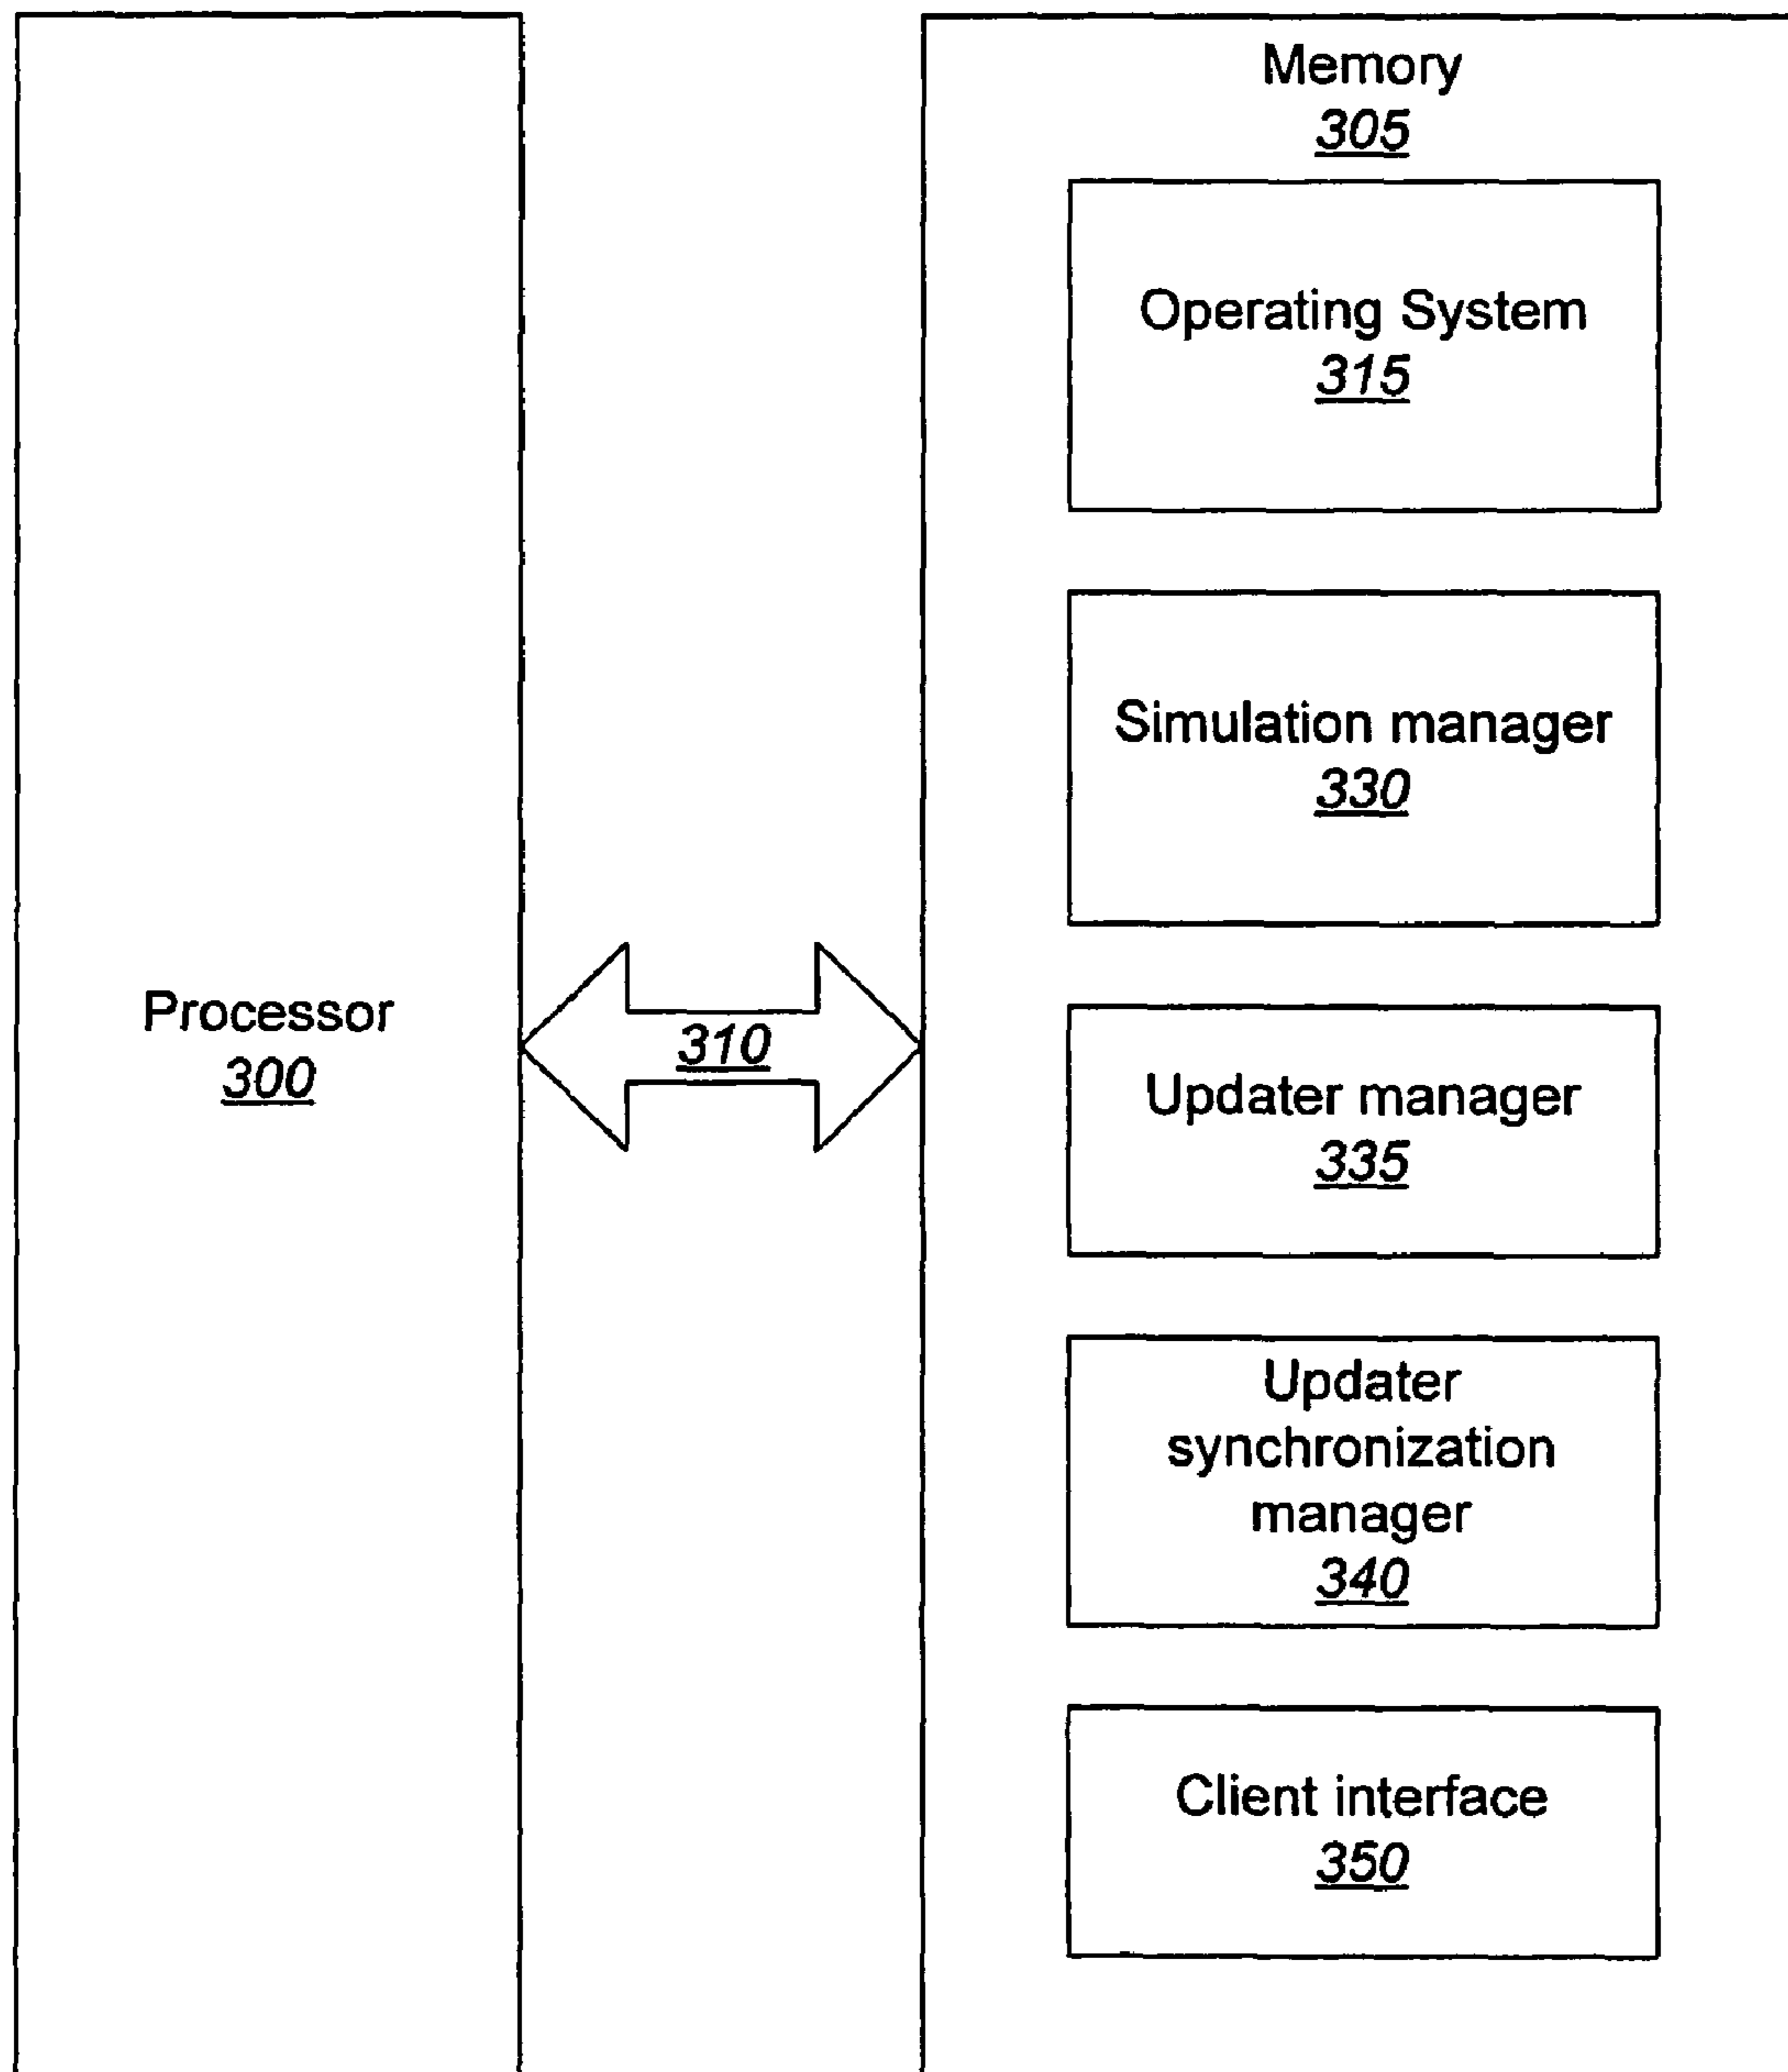 Memory
305
Operating System
315
Simulation manager
330
Processor
300
310
Updater manager
335
Updater
synchronization
manager
340
Client interface
350